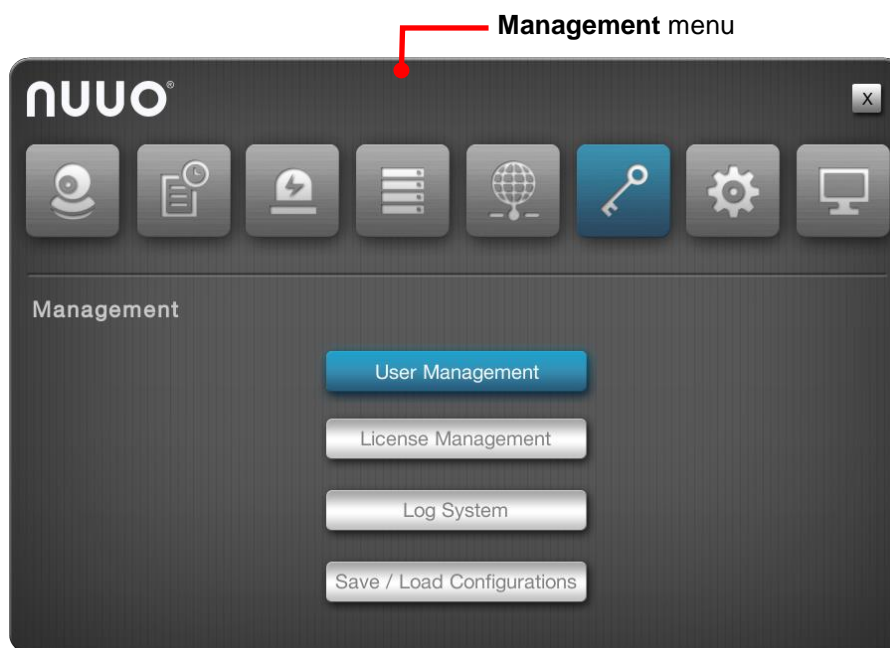 Management menu
nuuo®
X
Management
User Management
License Management
Log System
Save / Load Configurations